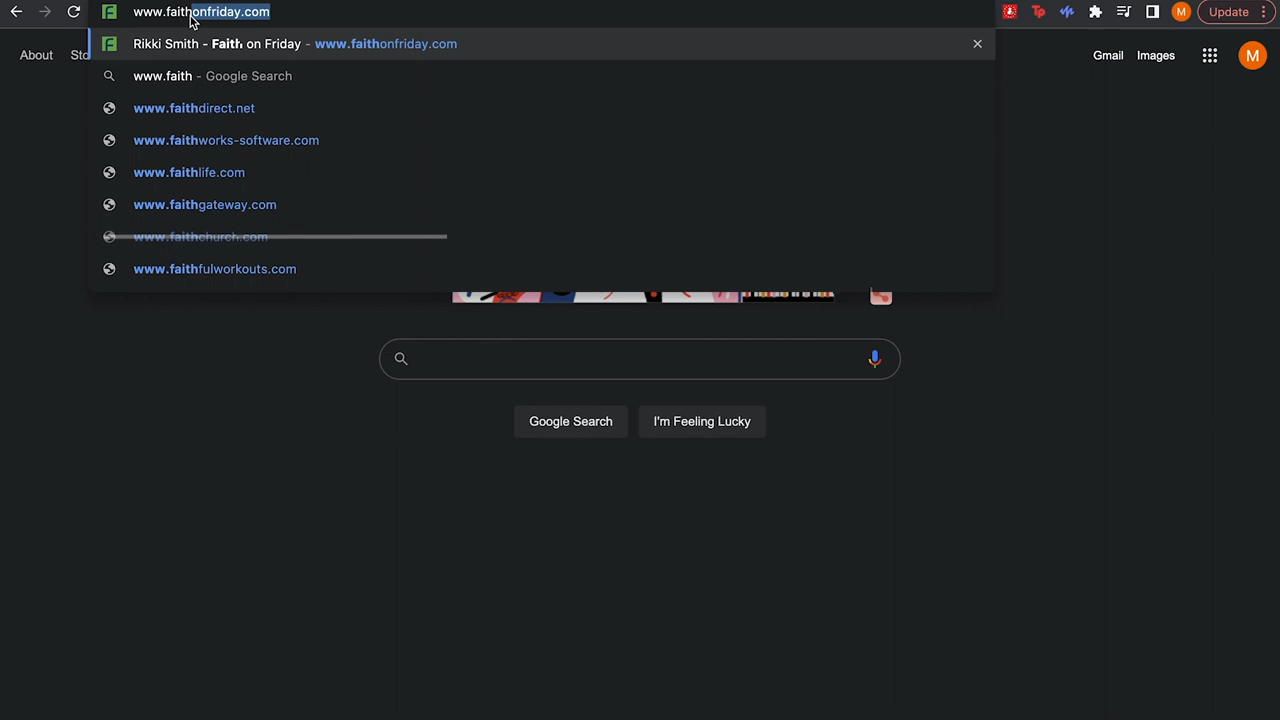 www.faithonfriday.com
Rikki Smith - Faith on Friday - www.faithonfriday.com
www.faith - Google Search
www.faithdirect.net
www.faithworks-software.com
www.faithlife.com
www.faithgateway.com
www.faithchurch.com
www.faithfulworkouts.com
Tp
M
Update
About
Sto
Gmail
Images
M
Google Search
I'm Feeling Lucky